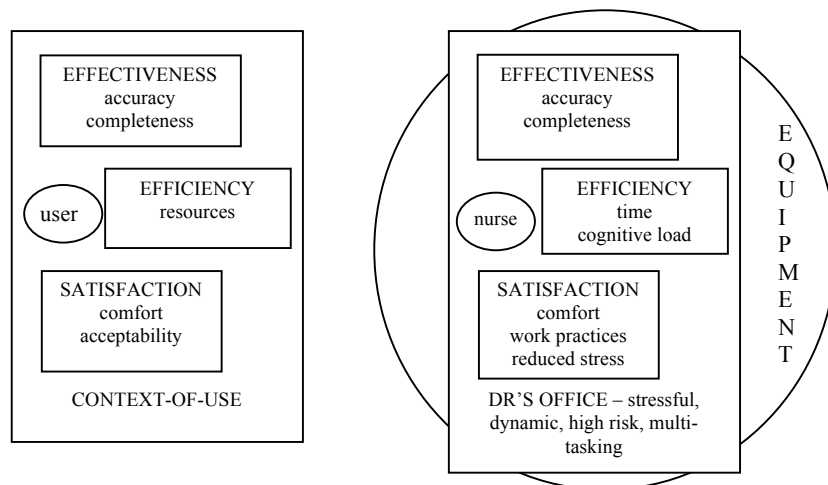 EFFECTIVENESS
accuracy
completeness
user
EFFICIENCY
resources
SATISFACTION
comfort
acceptability
CONTEXT-OF-USE
EFFECTIVENESS
accuracy
completeness
nurse
EFFICIENCY
time
cognitive load
SATISFACTION
comfort
work practices
reduced stress
DR'S OFFICE – stressful,
dynamic, high risk, multi-
tasking
E
Q
U
I
P
M
E
N
T